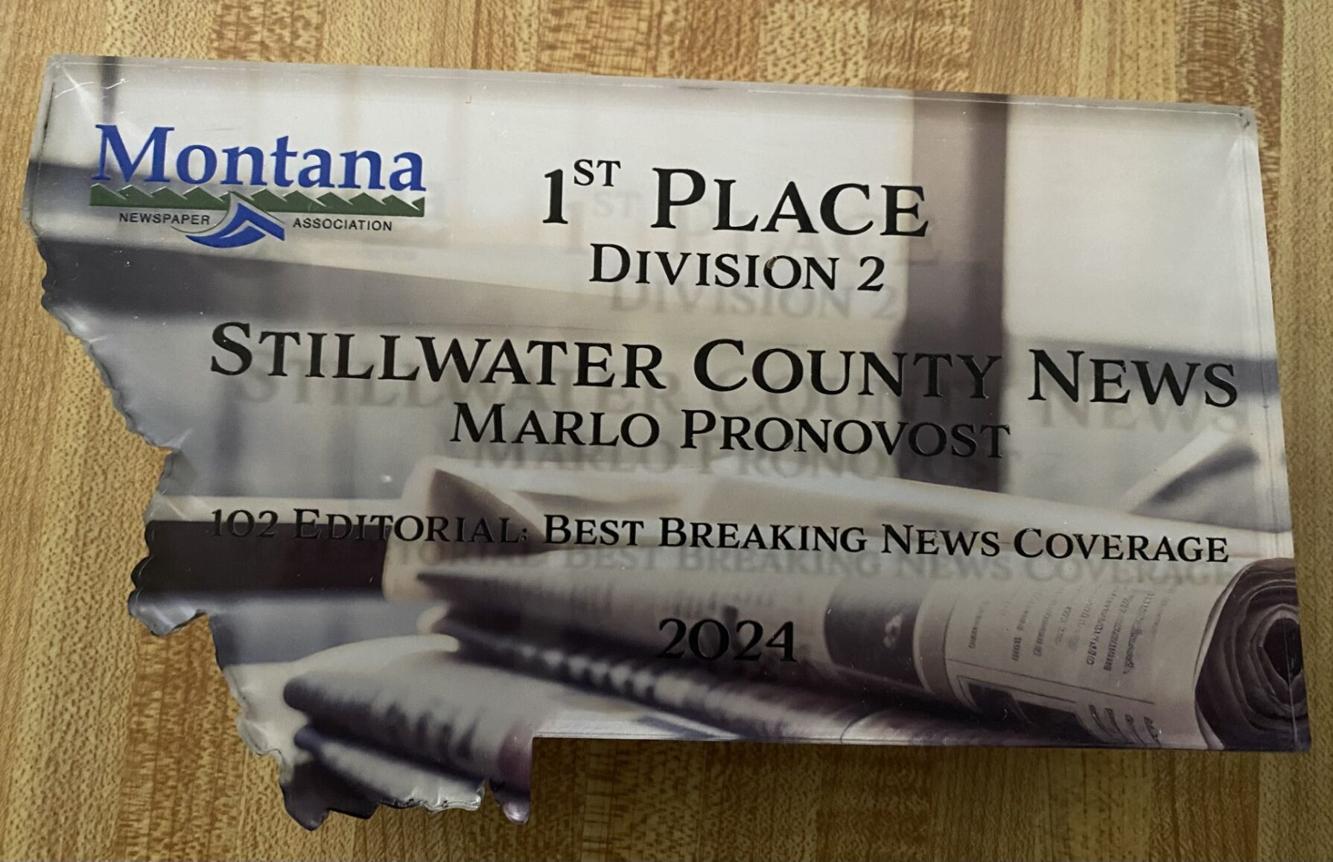 Montana
NEWSPAPER ASSOCIATION
1ST PLACE
DIVISION 2
STILLWATER COUNTY NEWS
MARLO PRONOVOST
102 EDITORIAL: BEST BREAKING NEWS COVERAGE
2024